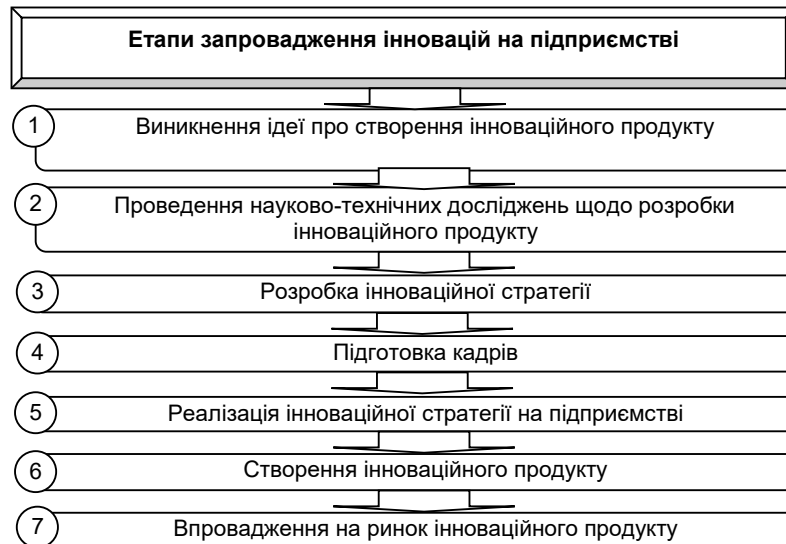 Етапи запровадження інновацій на підприємстві
1
Виникнення ідеї про створення інноваційного продукту
2
Проведення науково-технічних досліджень щодо розробки
інноваційного продукту
3
Розробка інноваційної стратегії
4
Підготовка кадрів
5
Реалізація інноваційної стратегії на підприємстві
6
Створення інноваційного продукту
7
Впровадження на ринок інноваційного продукту